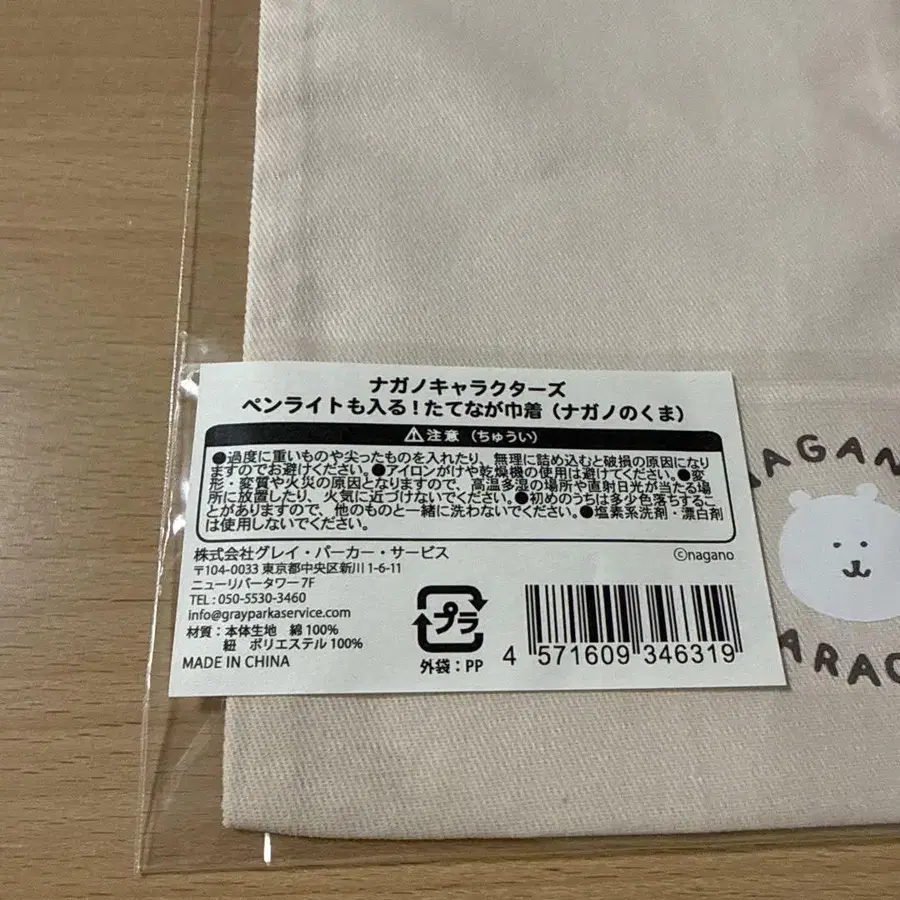 ナガノキャラクターズ
ペンライトも入る！たてなが巾着（ナガノのくま）
⚠注意（ちゅうい）
●過度に重いものや尖ったものを入れたり、無理に詰め込むと破損の原因になり
ますのでお避けください。●アイロンがけや乾燥機の使用は避けてください。●変
形・変質や火災の原因となりますので、高温多湿の場所や直射日光が当たる場
所に放置したり、火気に近づけないでください。●初めのうちは多少色落ちするこ
とがありますので、他のものと一緒に洗わないでください。●塩素系洗剤・漂白剤
は使用しないでください。
株式会社グレイ・パーカー・サービス
©nagano
〒104-0033 東京都中央区新川1-6-11
ニューリバータワー7F
TEL : 050-5530-3460
info@grayparkaservice.com
材質：本体生地 綿100%
紐 ポリエステル100%
MADE IN CHINA
プラ
外袋：PP
4 571609 346319
NAGAN
ARAC